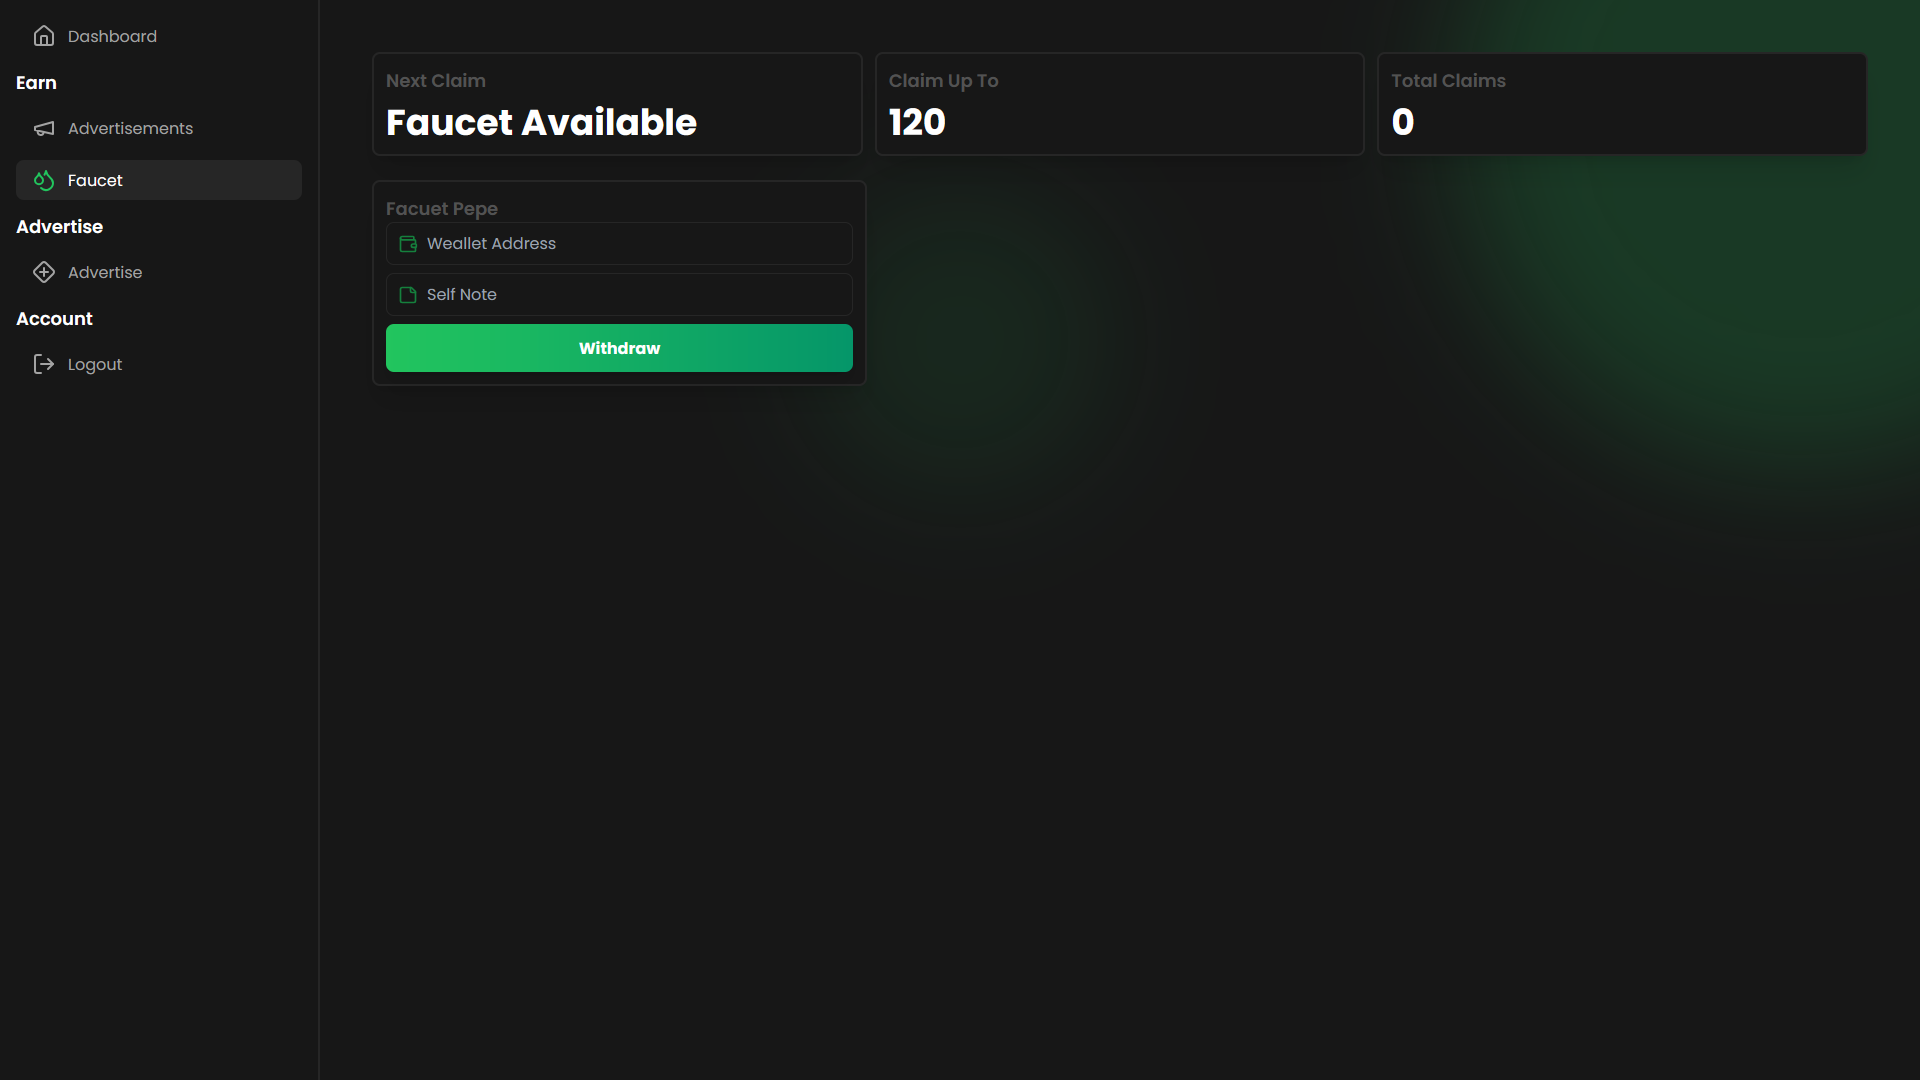 Dashboard
Earn
Advertisements
Faucet
Advertise
Advertise
Account
Logout
Next Claim
Faucet Available
Claim Up To
120
Total Claims
0
Facuet Pepe
Weallet Address
Self Note
Withdraw